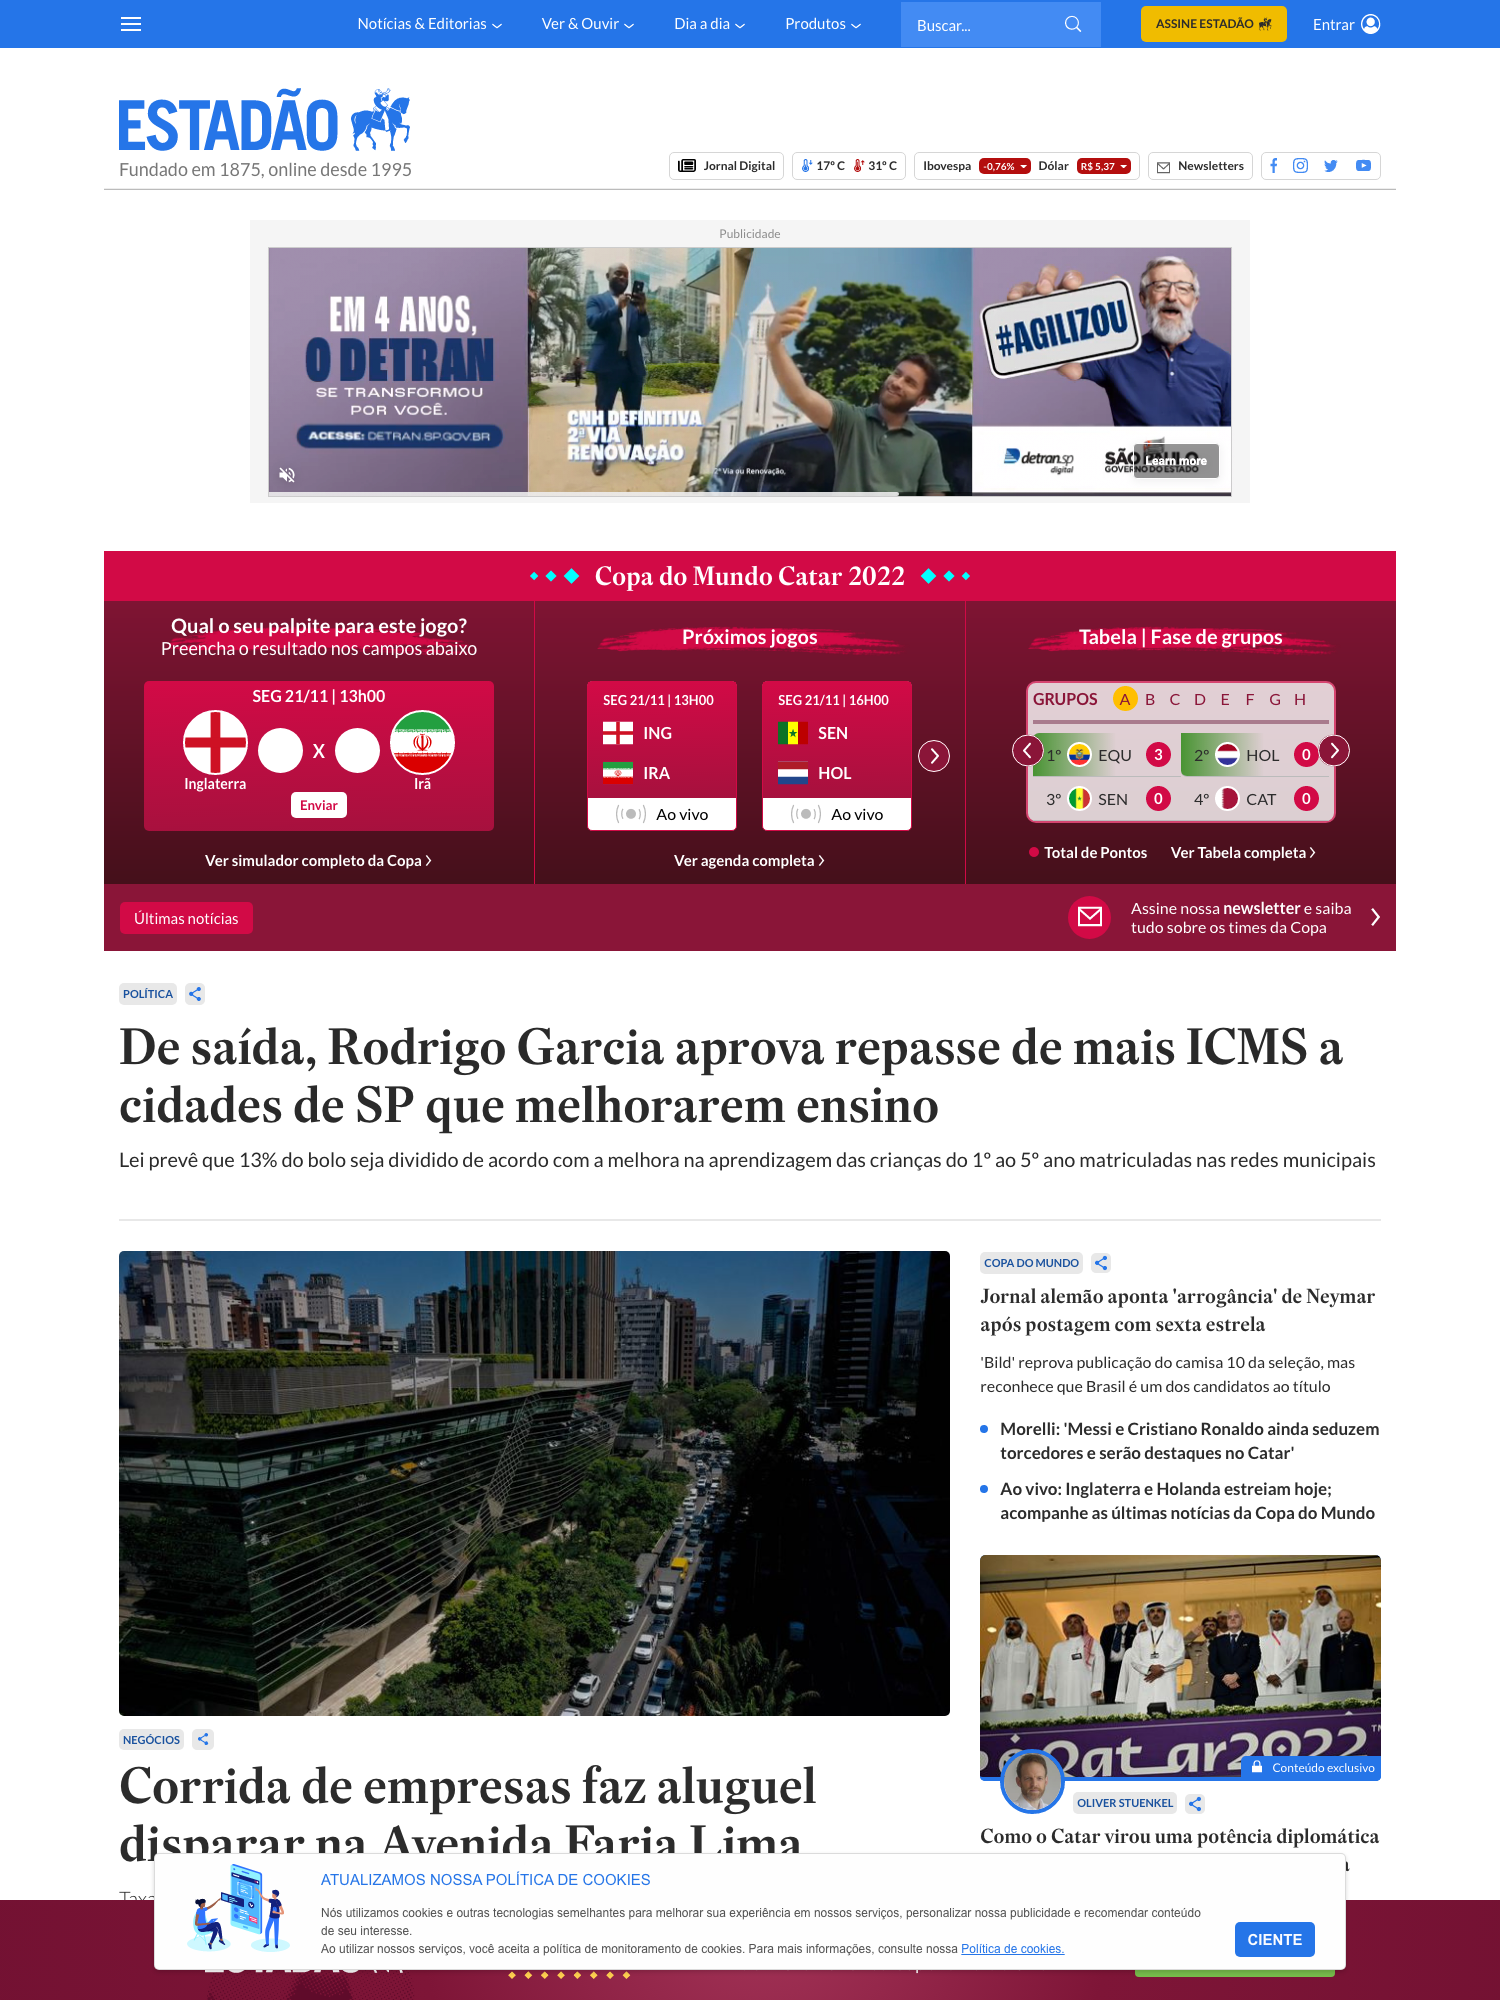 Notícias & Editorias
Ver & Ouvir
Dia a dia
Produtos
Buscar...
ASSINE ESTADÃO
Entrar
ESTADÃO
Fundado em 1875, online desde 1995
Jornal Digital
17º C 31º C
Ibovespa -0,76% Dólar R$ 5,37
Newsletters
Publicidade
EM 4 ANOS,
O DETRAN
SE TRANSFORMOU
POR VOCÊ.
ACESSE: DETRAN.SP.GOV.BR
CNH DEFINITIVA
2ª VIA
RENOVAÇÃO
2ª Via ou Renovação,
#AGILIZOU
detran.sp
digital
SÃO PAULO
GOVERNO DO ESTADO
Learn more
Copa do Mundo Catar 2022
Qual o seu palpite para este jogo?
Preencha o resultado nos campos abaixo
SEG 21/11 | 13h00
X
Inglaterra
Irã
Enviar
Ver simulador completo da Copa
Próximos jogos
SEG 21/11 | 13H00
ING
IRA
Ao vivo
SEG 21/11 | 16H00
SEN
HOL
Ao vivo
Ver agenda completa
Tabela | Fase de grupos
GRUPOS A B C D E F G H
1º EQU 3
2º HOL 0
3º SEN 0
4º CAT 0
Total de Pontos
Ver Tabela completa
Últimas notícias
Assine nossa newsletter e saiba
tudo sobre os times da Copa
POLÍTICA
De saída, Rodrigo Garcia aprova repasse de mais ICMS a
cidades de SP que melhorarem ensino
Lei prevê que 13% do bolo seja dividido de acordo com a melhora na aprendizagem das crianças do 1º ao 5º ano matriculadas nas redes municipais
NEGÓCIOS
Corrida de empresas faz aluguel
disparar na Avenida Faria Lima
COPA DO MUNDO
Jornal alemão aponta 'arrogância' de Neymar
após postagem com sexta estrela
'Bild' reprova publicação do camisa 10 da seleção, mas
reconhece que Brasil é um dos candidatos ao título
Morelli: 'Messi e Cristiano Ronaldo ainda seduzem
torcedores e serão destaques no Catar'
Ao vivo: Inglaterra e Holanda estreiam hoje;
acompanhe as últimas notícias da Copa do Mundo
Qatar2022
TM
Conteúdo exclusivo
OLIVER STUENKEL
Como o Catar virou uma potência diplomática
ATUALIZAMOS NOSSA POLÍTICA DE COOKIES
Nós utilizamos cookies e outras tecnologias semelhantes para melhorar sua experiência em nossos serviços, personalizar nossa publicidade e recomendar conteúdo
de seu interesse.
Ao utilizar nossos serviços, você aceita a política de monitoramento de cookies. Para mais informações, consulte nossa Política de cookies.
CIENTE
ESTADÃO